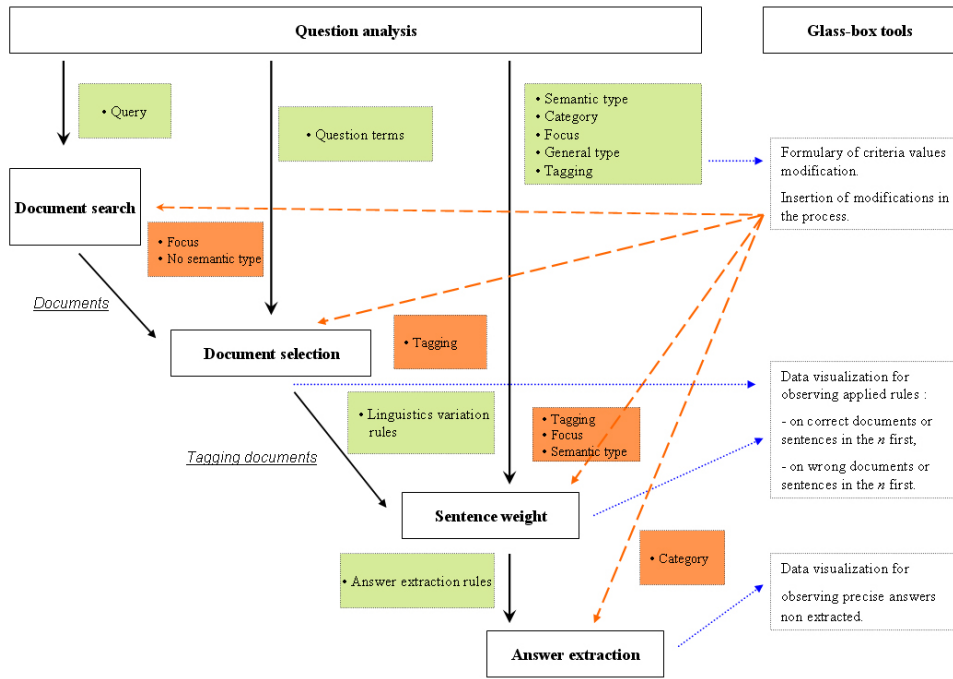 Question analysis
Glass-box tools
• Query
• Question terms
• Semantic type
• Category
• Focus
• General type
• Tagging
Formulary of criteria values
modification.
Insertion of modifications in
the process.
Document search
• Focus
• No semantic type
Documents
Document selection
• Tagging
Data visualization for
observing applied rules :
- on correct documents or
sentences in the n first,
- on wrong documents or
sentences in the n first.
• Linguistics variation
rules
• Tagging
• Focus
• Semantic type
Tagging documents
Sentence weight
• Category
• Answer extraction rules
Data visualization for
observing precise answers
non extracted.
Answer extraction